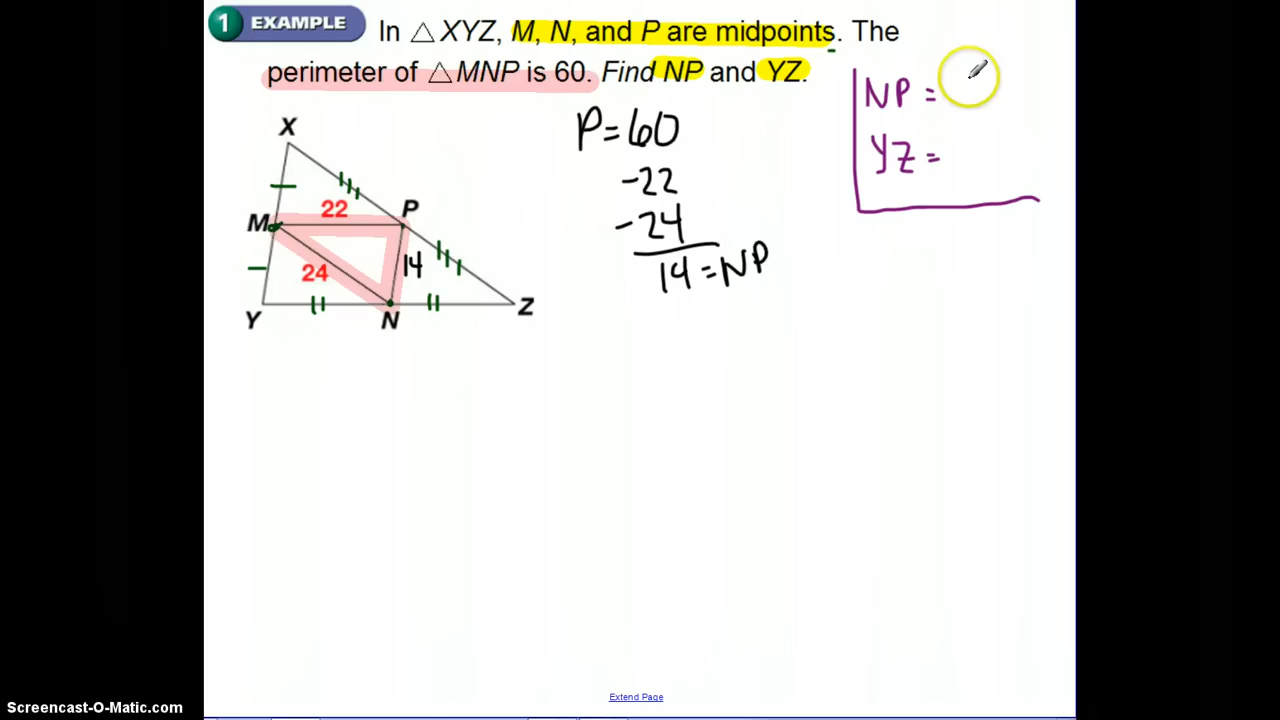 1 EXAMPLE In △XYZ, M, N, and P are midpoints. The
perimeter of △MNP is 60. Find NP and YZ.
NP =
YZ =
P=60
-22
-24
14=NP
X
22
P
M
24
14
Y
N
Z
Extend Page
Screencast-O-Matic.com